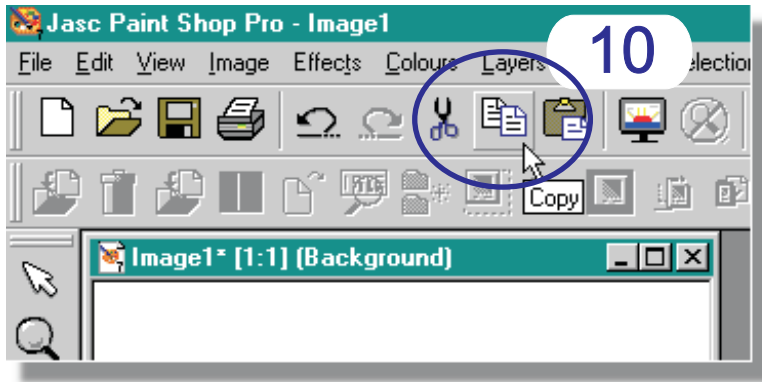 Jasc Paint Shop Pro - Image1
10
File Edit View Image Effects Colours Layers
Copy
Image1* [1:1] (Background)